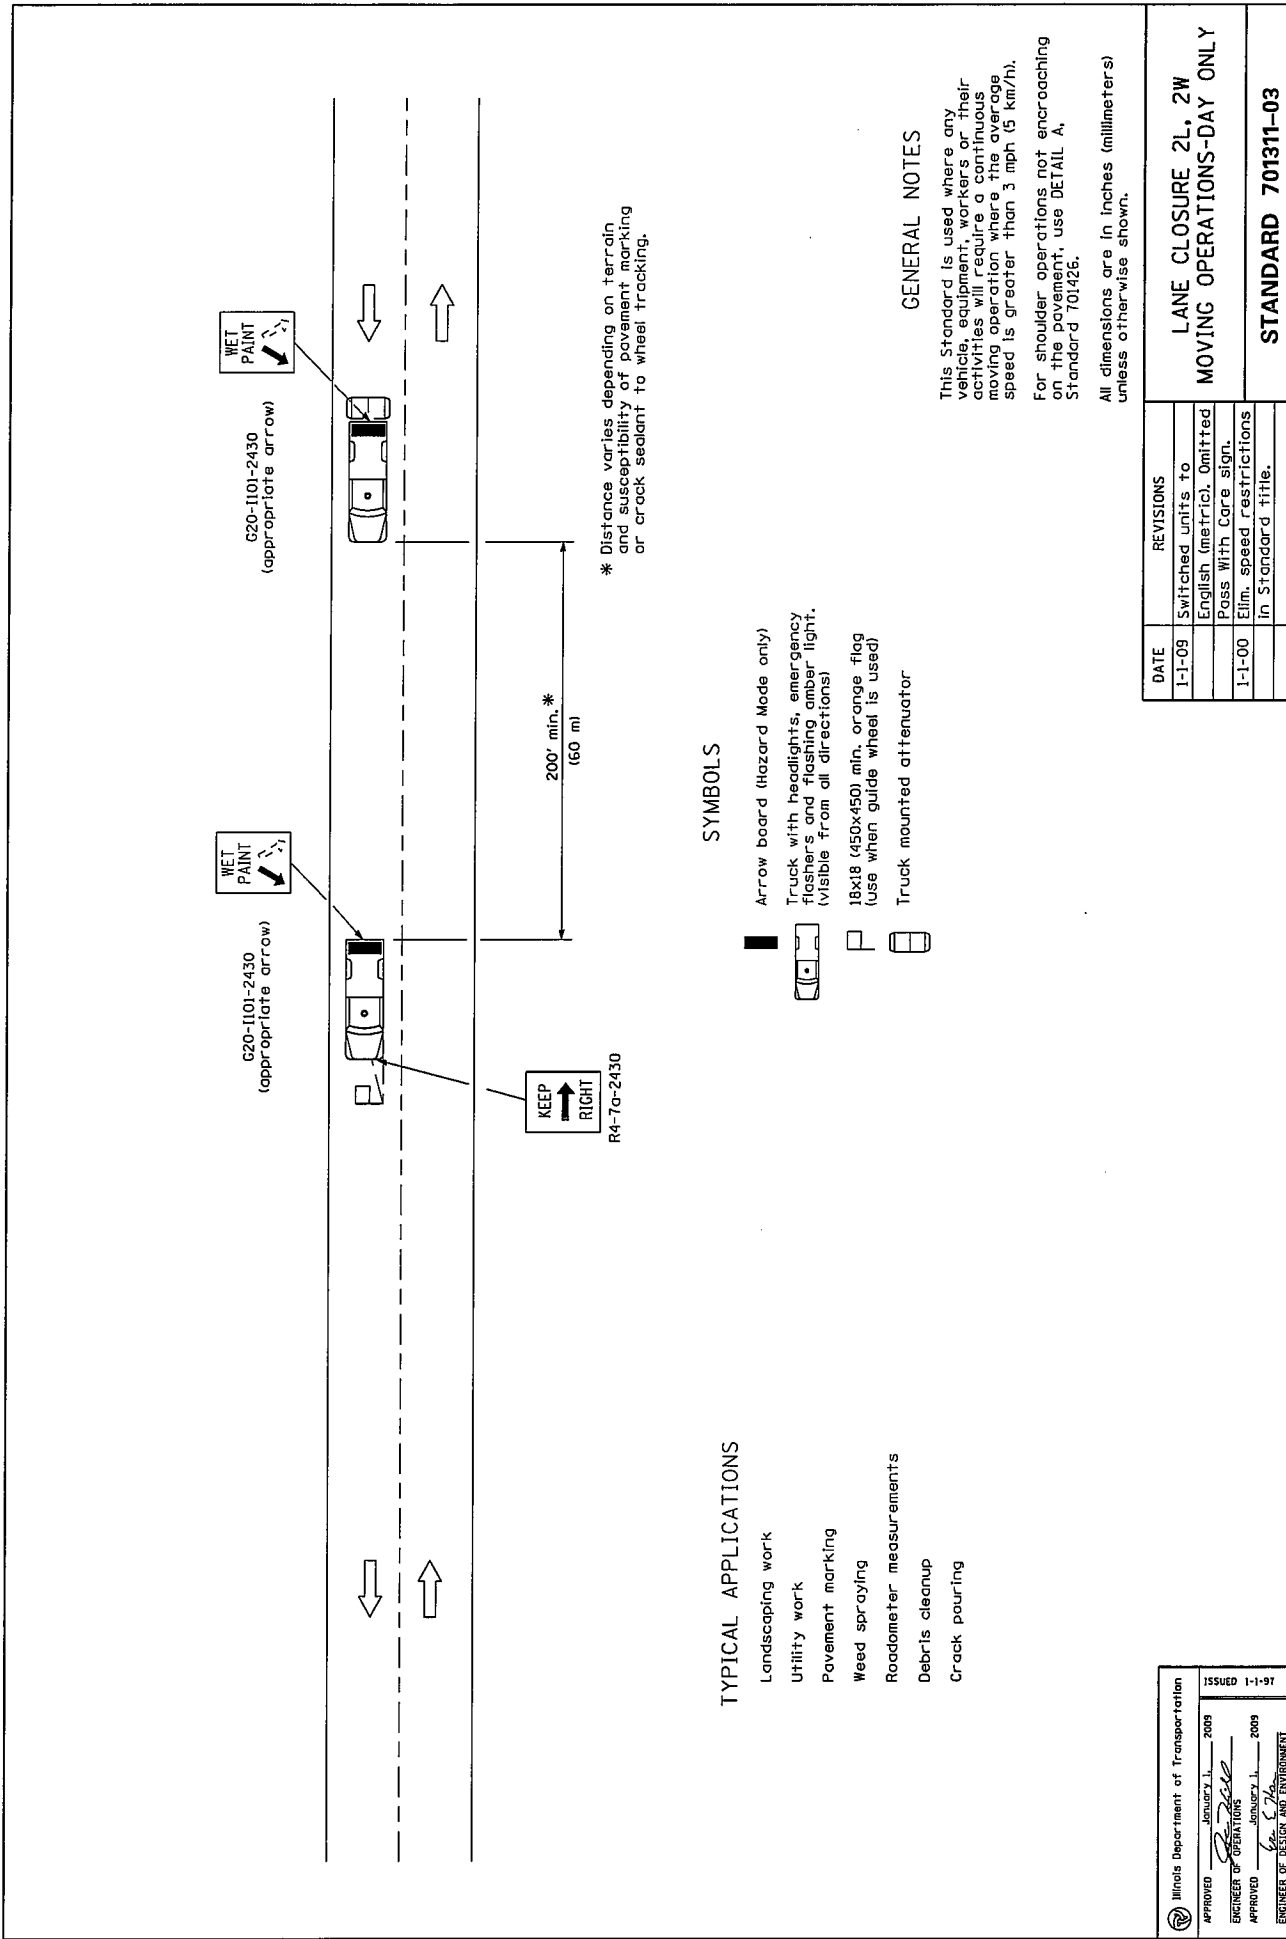 WET
PAINT
G20-I101-2430
(appropriate arrow)
WET
PAINT
G20-I101-2430
(appropriate arrow)
KEEP
RIGHT
R4-7a-2430
200' min.*
(60 m)
* Distance varies depending on terrain
and susceptibility of pavement marking
or crack sealant to wheel tracking.
TYPICAL APPLICATIONS
Landscaping work
Utility work
Pavement marking
Weed spraying
Roadometer measurements
Debris cleanup
Crack pouring
SYMBOLS
Arrow board (Hazard Mode only)
Truck with headlights, emergency
flashers and flashing amber light.
(visible from all directions)
18x18 (450x450) min. orange flag
(use when guide wheel is used)
Truck mounted attenuator
GENERAL NOTES
This Standard is used where any
vehicle, equipment, workers or their
activities will require a continuous
moving operation where the average
speed is greater than 3 mph (5 km/h).
For shoulder operations not encroaching
on the pavement, use DETAIL A,
Standard 701426.
All dimensions are in inches (millimeters)
unless otherwise shown.
Illinois Department of Transportation
APPROVED January 1, 2009
ENGINEER OF OPERATIONS
APPROVED January 1, 2009
ENGINEER OF DESIGN AND ENVIRONMENT
ISSUED 1-1-97
DATE REVISIONS
1-1-09 Switched units to
English (metric). Omitted
Pass With Care sign.
1-1-00 Elim. speed restrictions
in Standard title.
LANE CLOSURE 2L, 2W
MOVING OPERATIONS-DAY ONLY
STANDARD 701311-03